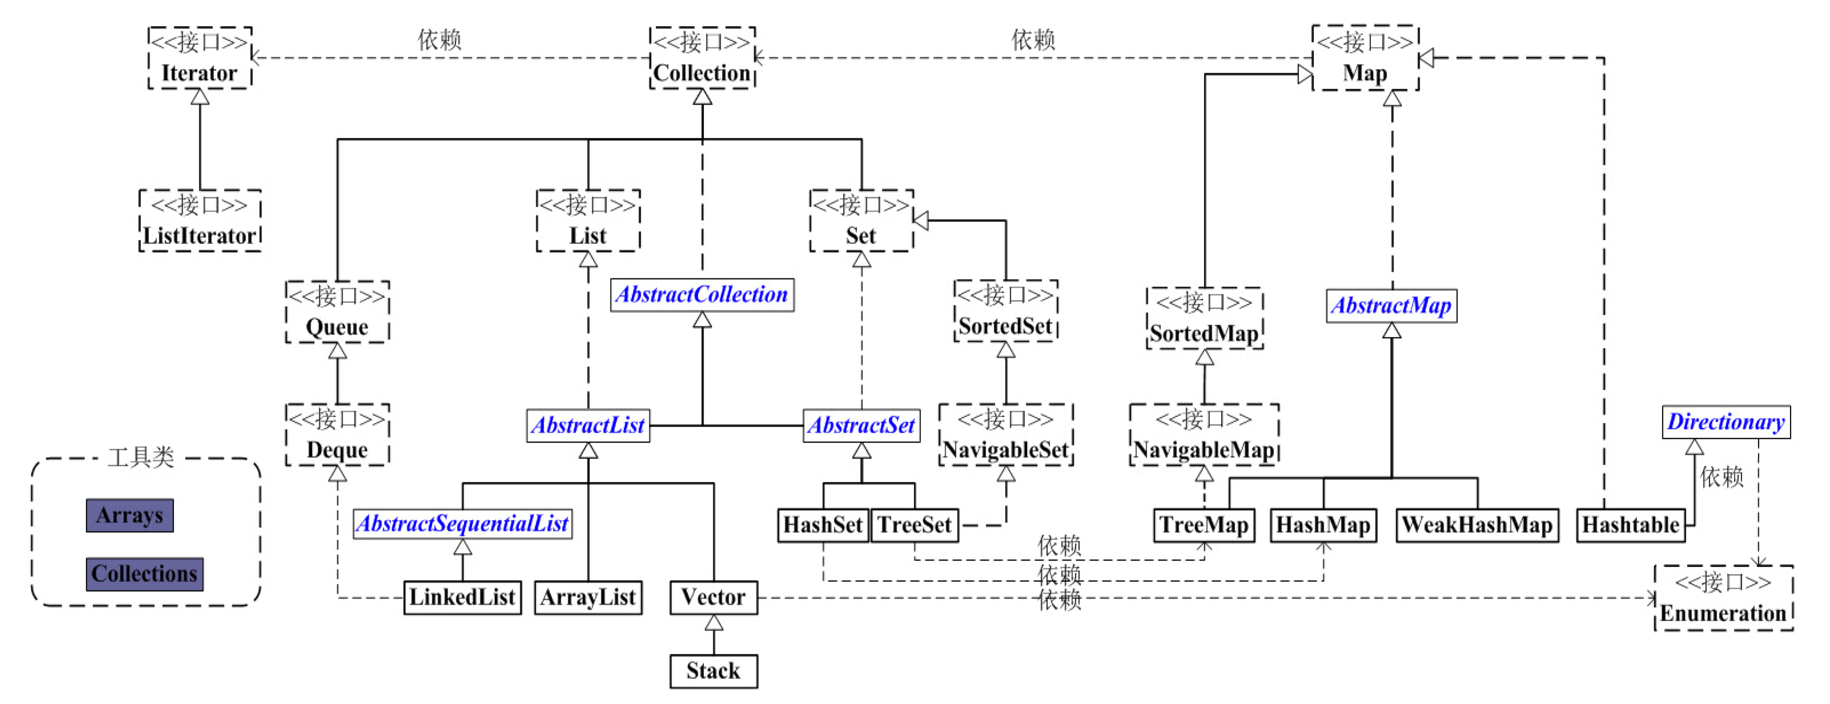 <<接口>>
Iterator
依赖
<<接口>>
Collection
依赖
<<接口>>
Map
<<接口>>
ListIterator
<<接口>>
List
<<接口>>
Set
<<接口>>
Queue
AbstractCollection
<<接口>>
SortedSet
<<接口>>
SortedMap
AbstractMap
<<接口>>
Deque
AbstractList
AbstractSet
<<接口>>
NavigableSet
<<接口>>
NavigableMap
Directionary
依赖
工具类
Arrays
Collections
AbstractSequentialList
HashSet
TreeSet
TreeMap
HashMap
WeakHashMap
Hashtable
依赖
依赖
依赖
LinkedList
ArrayList
Vector
<<接口>>
Enumeration
Stack